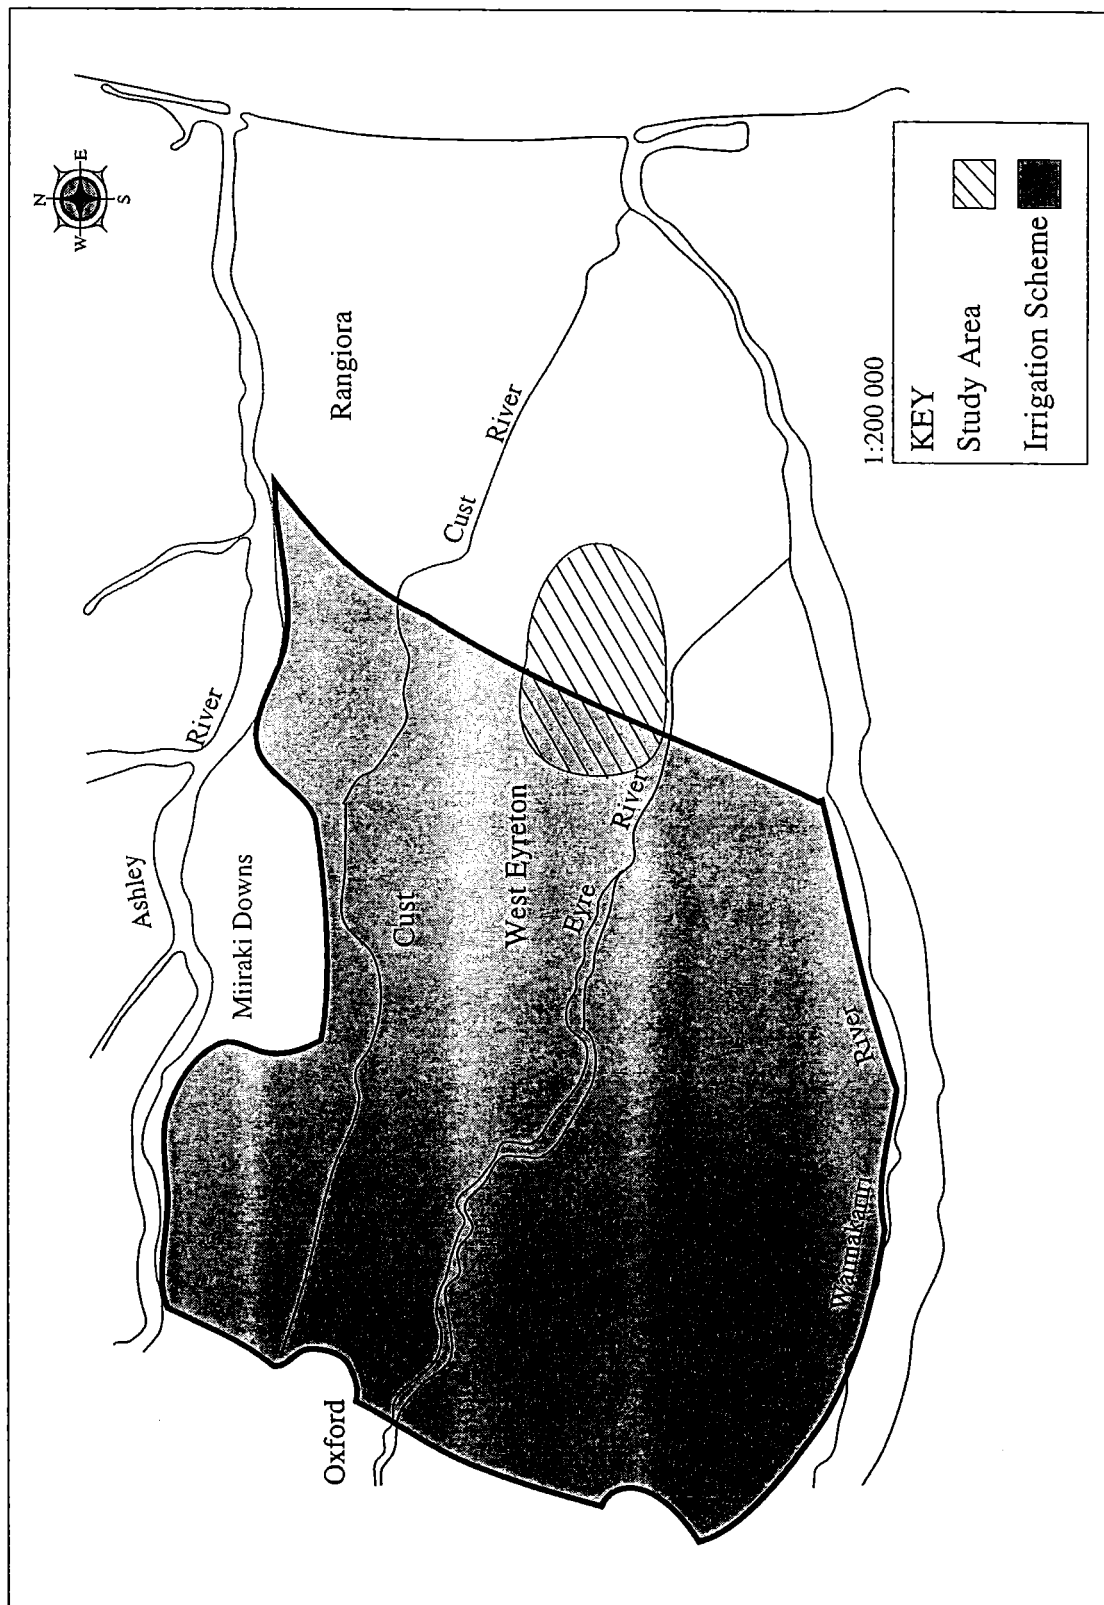 N
W E
S
Ashley River
Miiraki Downs
Oxford
Rangiora
Cust
Cust River
West Eyreton
Eyre River
Waimakariri River
1:200 000
KEY
Study Area
Irrigation Scheme